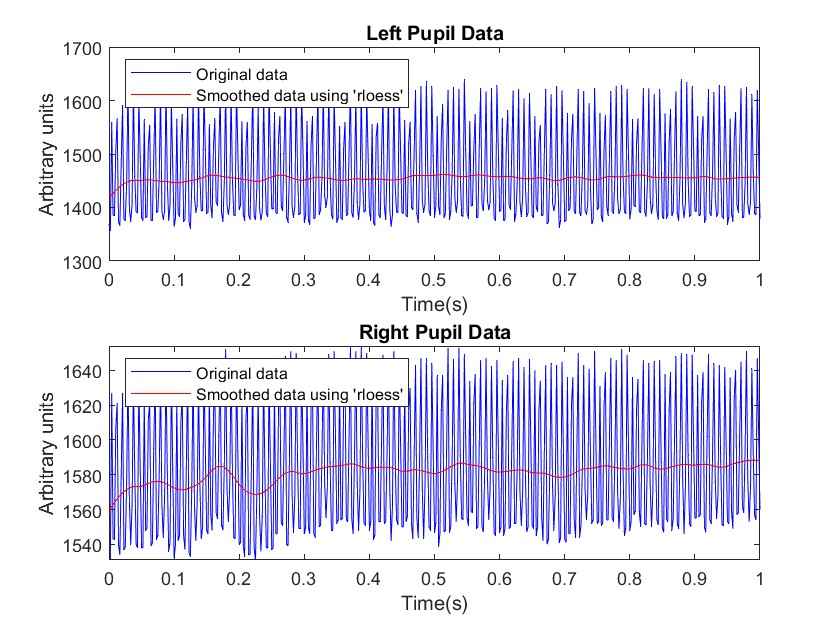 Left Pupil Data
1700
1600
1500
1400
1300
Arbitrary units
Original data
Smoothed data using 'rloess'
0 0.1 0.2 0.3 0.4 0.5 0.6 0.7 0.8 0.9 1
Time(s)
Right Pupil Data
1640
1620
1600
1580
1560
1540
Arbitrary units
Original data
Smoothed data using 'rloess'
0 0.1 0.2 0.3 0.4 0.5 0.6 0.7 0.8 0.9 1
Time(s)